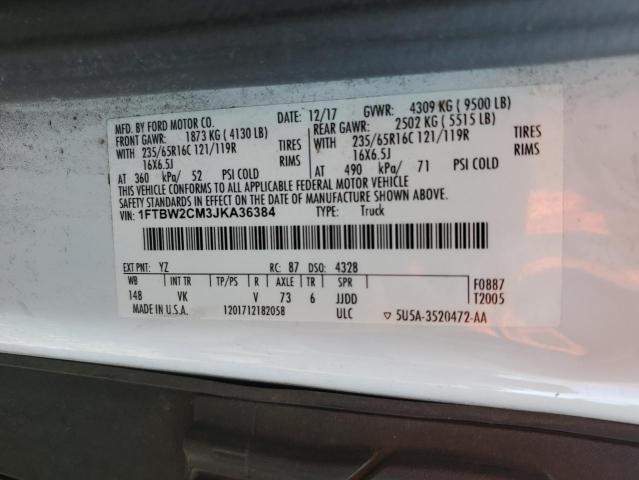 MFD. BY FORD MOTOR CO. DATE: 12/17 GVWR: 4309 KG ( 9500 LB)
FRONT GAWR: 1873 KG ( 4130 LB) REAR GAWR: 2502 KG ( 5515 LB)
WITH 235/65R16C 121/119R TIRES WITH 235/65R16C 121/119R TIRES
16X6.5J RIMS 16X6.5J RIMS
AT 360 kPa/ 52 PSI COLD AT 490 kPa/ 71 PSI COLD
THIS VEHICLE CONFORMS TO ALL APPLICABLE FEDERAL MOTOR VEHICLE
SAFETY STANDARDS IN EFFECT ON THE DATE OF MANUFACTURE SHOWN ABOVE.
VIN: 1FTBW2CM3JKA36384 TYPE: Truck
EXT PNT: YZ RC: 87 DSO: 4328
WB INT TR TP/PS R AXLE TR SPR F0887
148 VK V 73 6 JJDD T2005
MADE IN U.S.A. 1201712182058 ULC ▽ 5U5A-3520472-AA